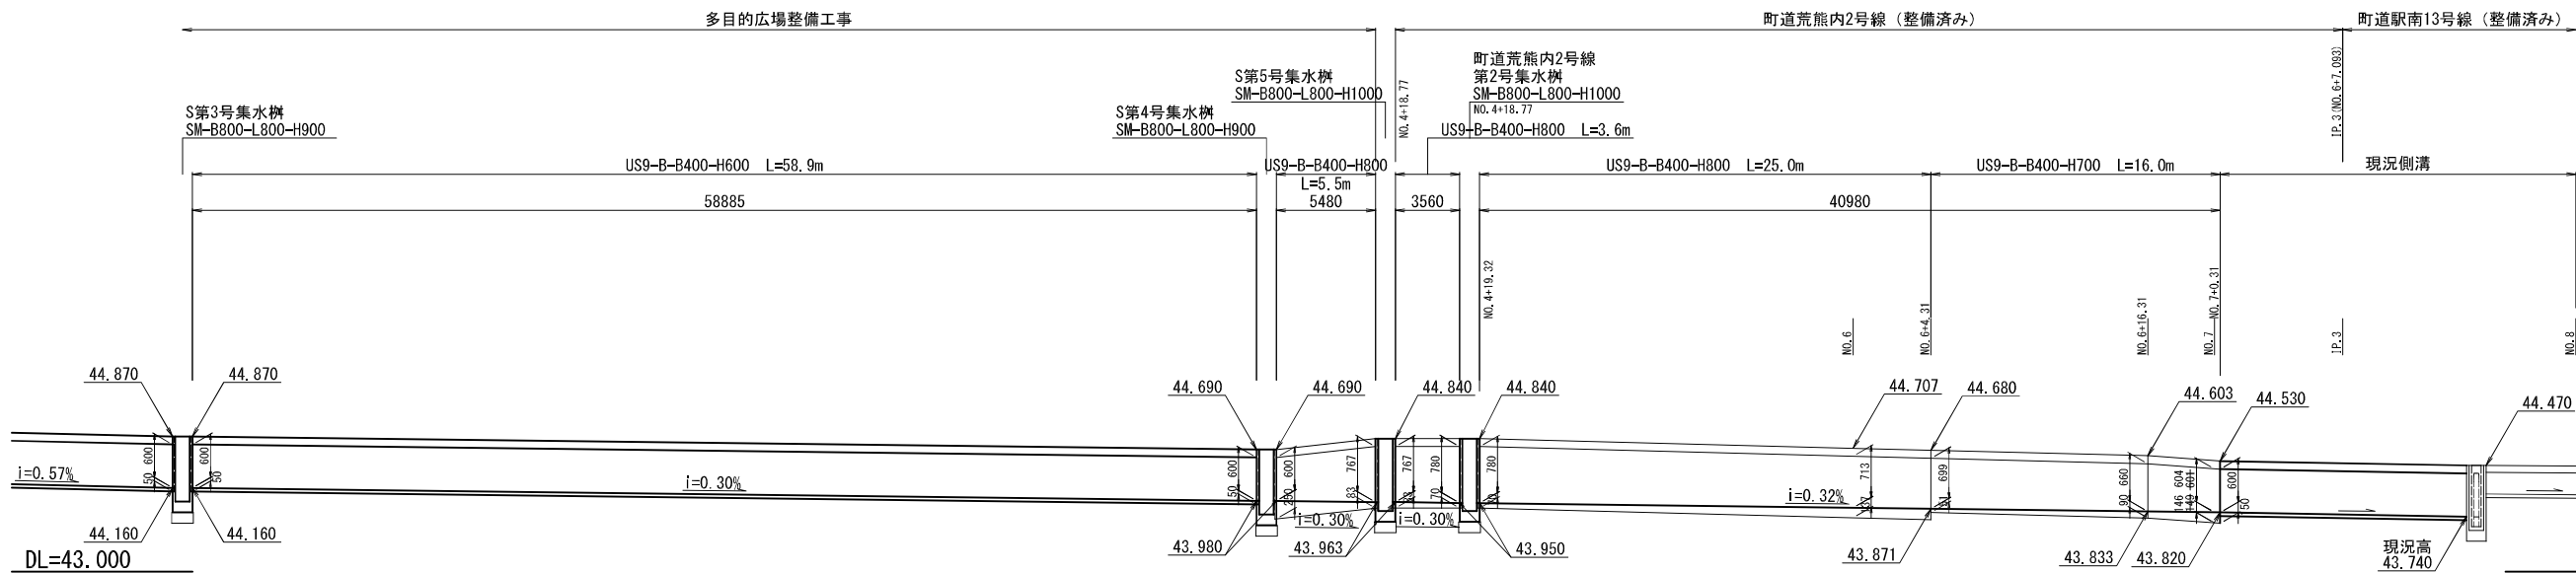 多目的広場整備工事
町道荒熊内2号線（整備済み）
町道駅南13号線（整備済み）
S第3号集水桝
SM-B800-L800-H900
S第4号集水桝
SM-B800-L800-H900
S第5号集水桝
SM-B800-L800-H1000
NO.4+18.77
町道荒熊内2号線
第2号集水桝
SM-B800-L800-H1000
NO.4+18.77
US9-B-B400-H800 L=3.6m
IP.3(NO.6+7.093)
US9-B-B400-H600 L=58.9m
US9-B-B400-H800
L=5.5m
US9-B-B400-H800 L=25.0m
US9-B-B400-H700 L=16.0m
現況側溝
58885
5480
3560
40980
NO.4+19.32
NO.6
NO.6+4.31
NO.6+16.31
NO.7
NO.7+0.31
IP.3
NO.8
44.870
44.870
44.690
44.690
44.840
44.840
44.707
44.680
44.603
44.530
44.470
i=0.57%
50 600
600
50
i=0.30%
50 600
600
250
i=0.30%
83
767
767
i=0.30%
70
780
780
i=0.32%
713
699
90 660
146 604
149 601
600
50
44.160
44.160
43.980
43.963
43.950
43.871
43.833
43.820
現況高
43.740
DL=43.000